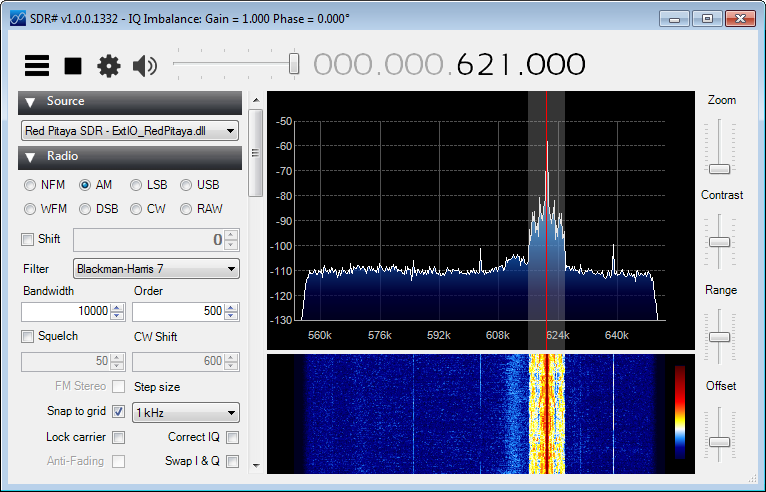 SDR# v1.0.0.1332 - IQ Imbalance: Gain = 1.000 Phase = 0.000°
000.000.621.000
Source
Red Pitaya SDR - ExtIO_RedPitaya.dll
Radio
NFM AM LSB USB
WFM DSB CW RAW
Shift 0
Filter Blackman-Harris 7
Bandwidth Order
10000 500
Squelch CW Shift
50 600
FM Stereo Step size
Snap to grid 1 kHz
Lock carrier Correct IQ
Anti-Fading Swap I & Q
-50
-60
-70
-80
-90
-100
-110
-120
-130
560k 576k 592k 608k 624k 640k
Zoom
Contrast
Range
Offset